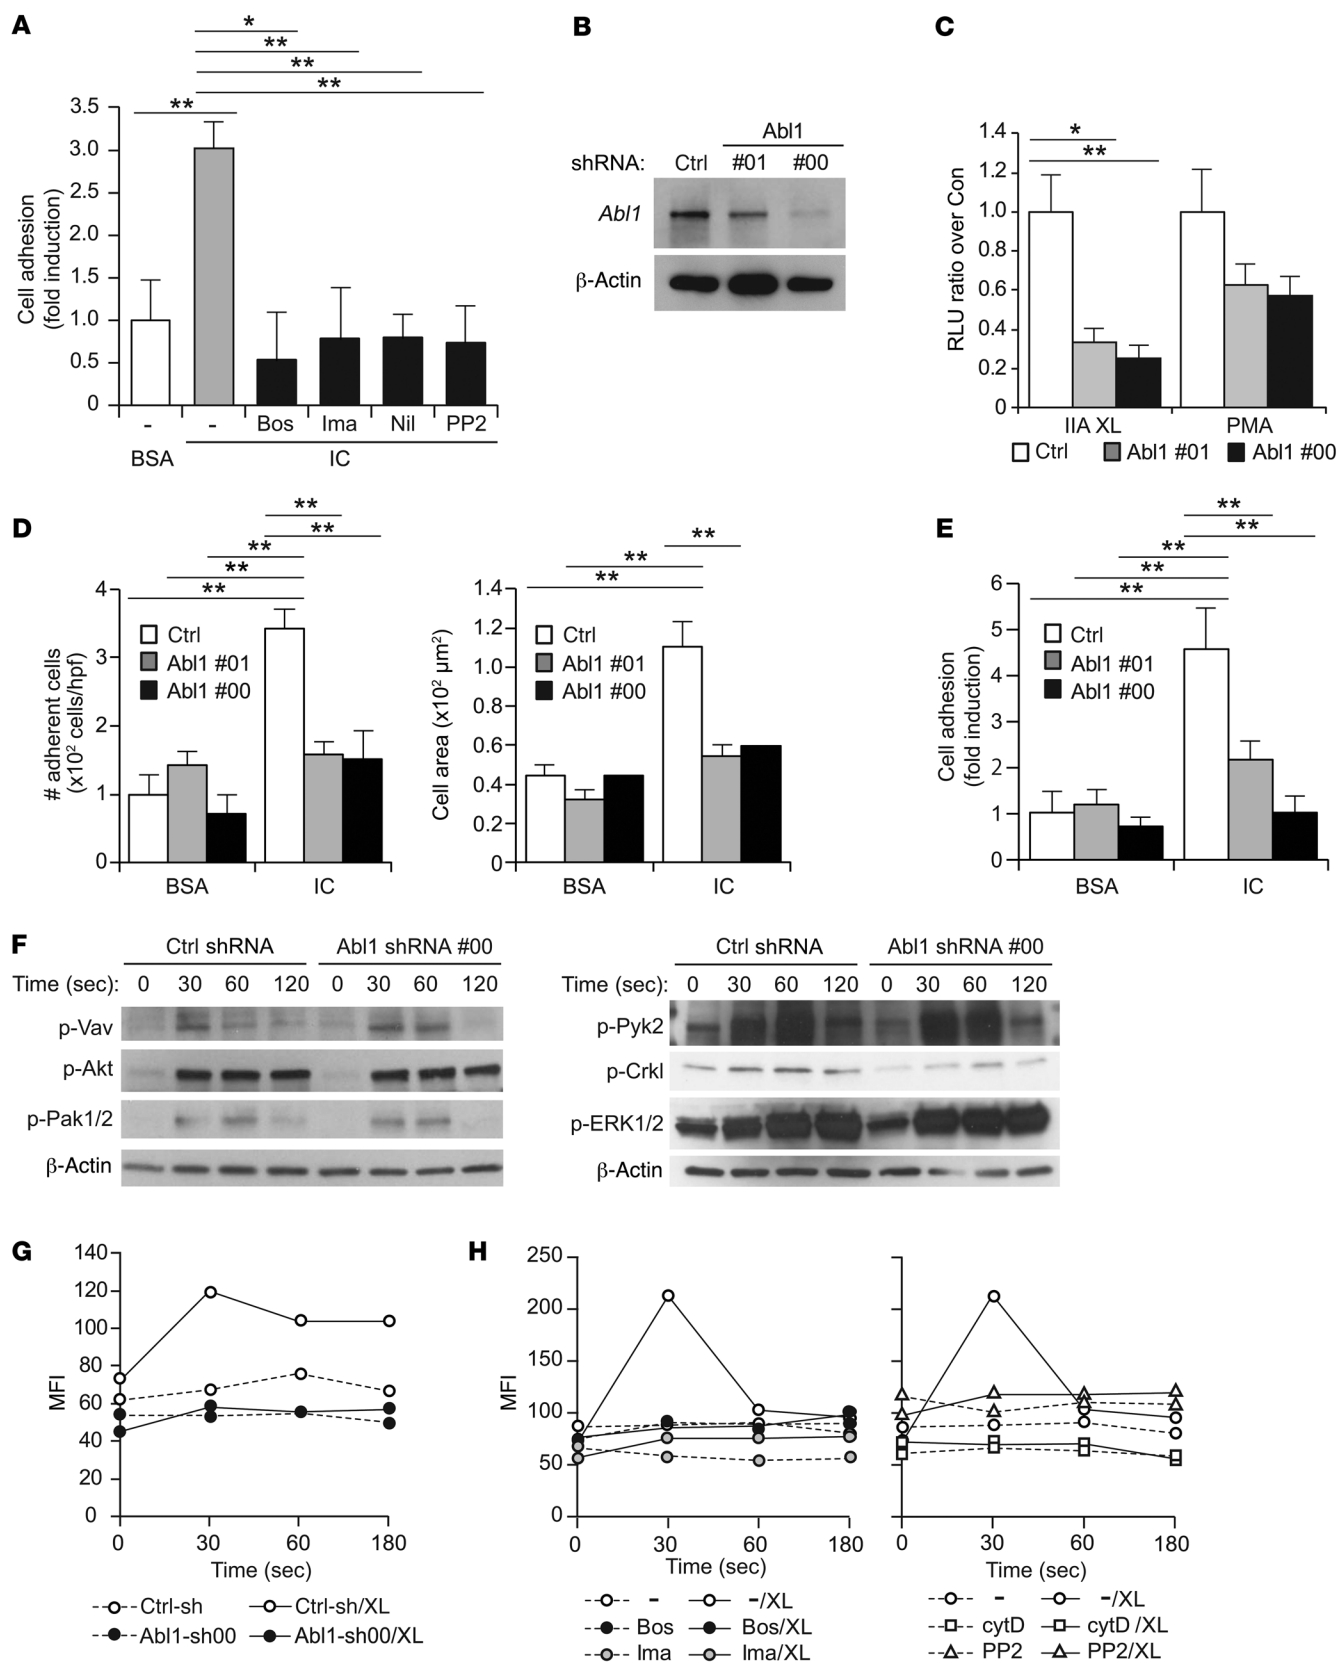 A
*
**
**
**
**
Cell adhesion
(fold induction)
3.5
3.0
2.5
2.0
1.5
1.0
0.5
0
- - Bos Ima Nil PP2
BSA IC
B
Abl1
shRNA: Ctrl #01 #00
Abl1
β-Actin
C
RLU ratio over Con
1.4
1.2
1.0
0.8
0.6
0.4
0.2
0
*
**
IIA XL PMA
Ctrl Abl1 #01 Abl1 #00
D
**
**
**
**
**
# adherent cells
(x10² cells/hpf)
4
3
2
1
0
Ctrl
Abl1 #01
Abl1 #00
BSA IC
**
**
**
Cell area (x10² µm²)
1.4
1.2
1.0
0.8
0.6
0.4
0.2
0
Ctrl
Abl1 #01
Abl1 #00
BSA IC
E
**
**
**
**
**
Cell adhesion
(fold induction)
6
5
4
3
2
1
0
Ctrl
Abl1 #01
Abl1 #00
BSA IC
F
Ctrl shRNA Abl1 shRNA #00
Time (sec): 0 30 60 120 0 30 60 120
p-Vav
p-Akt
p-Pak1/2
β-Actin
Ctrl shRNA Abl1 shRNA #00
Time (sec): 0 30 60 120 0 30 60 120
p-Pyk2
p-Crkl
p-ERK1/2
β-Actin
G
MFI
140
120
100
80
60
40
20
0
0 30 60 180
Time (sec)
Ctrl-sh Ctrl-sh/XL
Abl1-sh00 Abl1-sh00/XL
H
MFI
250
200
150
100
50
0
0 30 60 180
Time (sec)
- -/XL
Bos Bos/XL
Ima Ima/XL
0 30 60 180
Time (sec)
- -/XL
cytD cytD /XL
PP2 PP2/XL